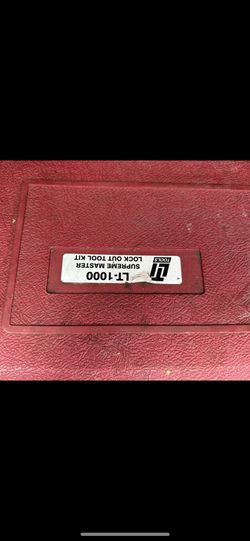 LT
TOOLS
LT-1000
SUPREME MASTER
LOCK OUT TOOL KIT